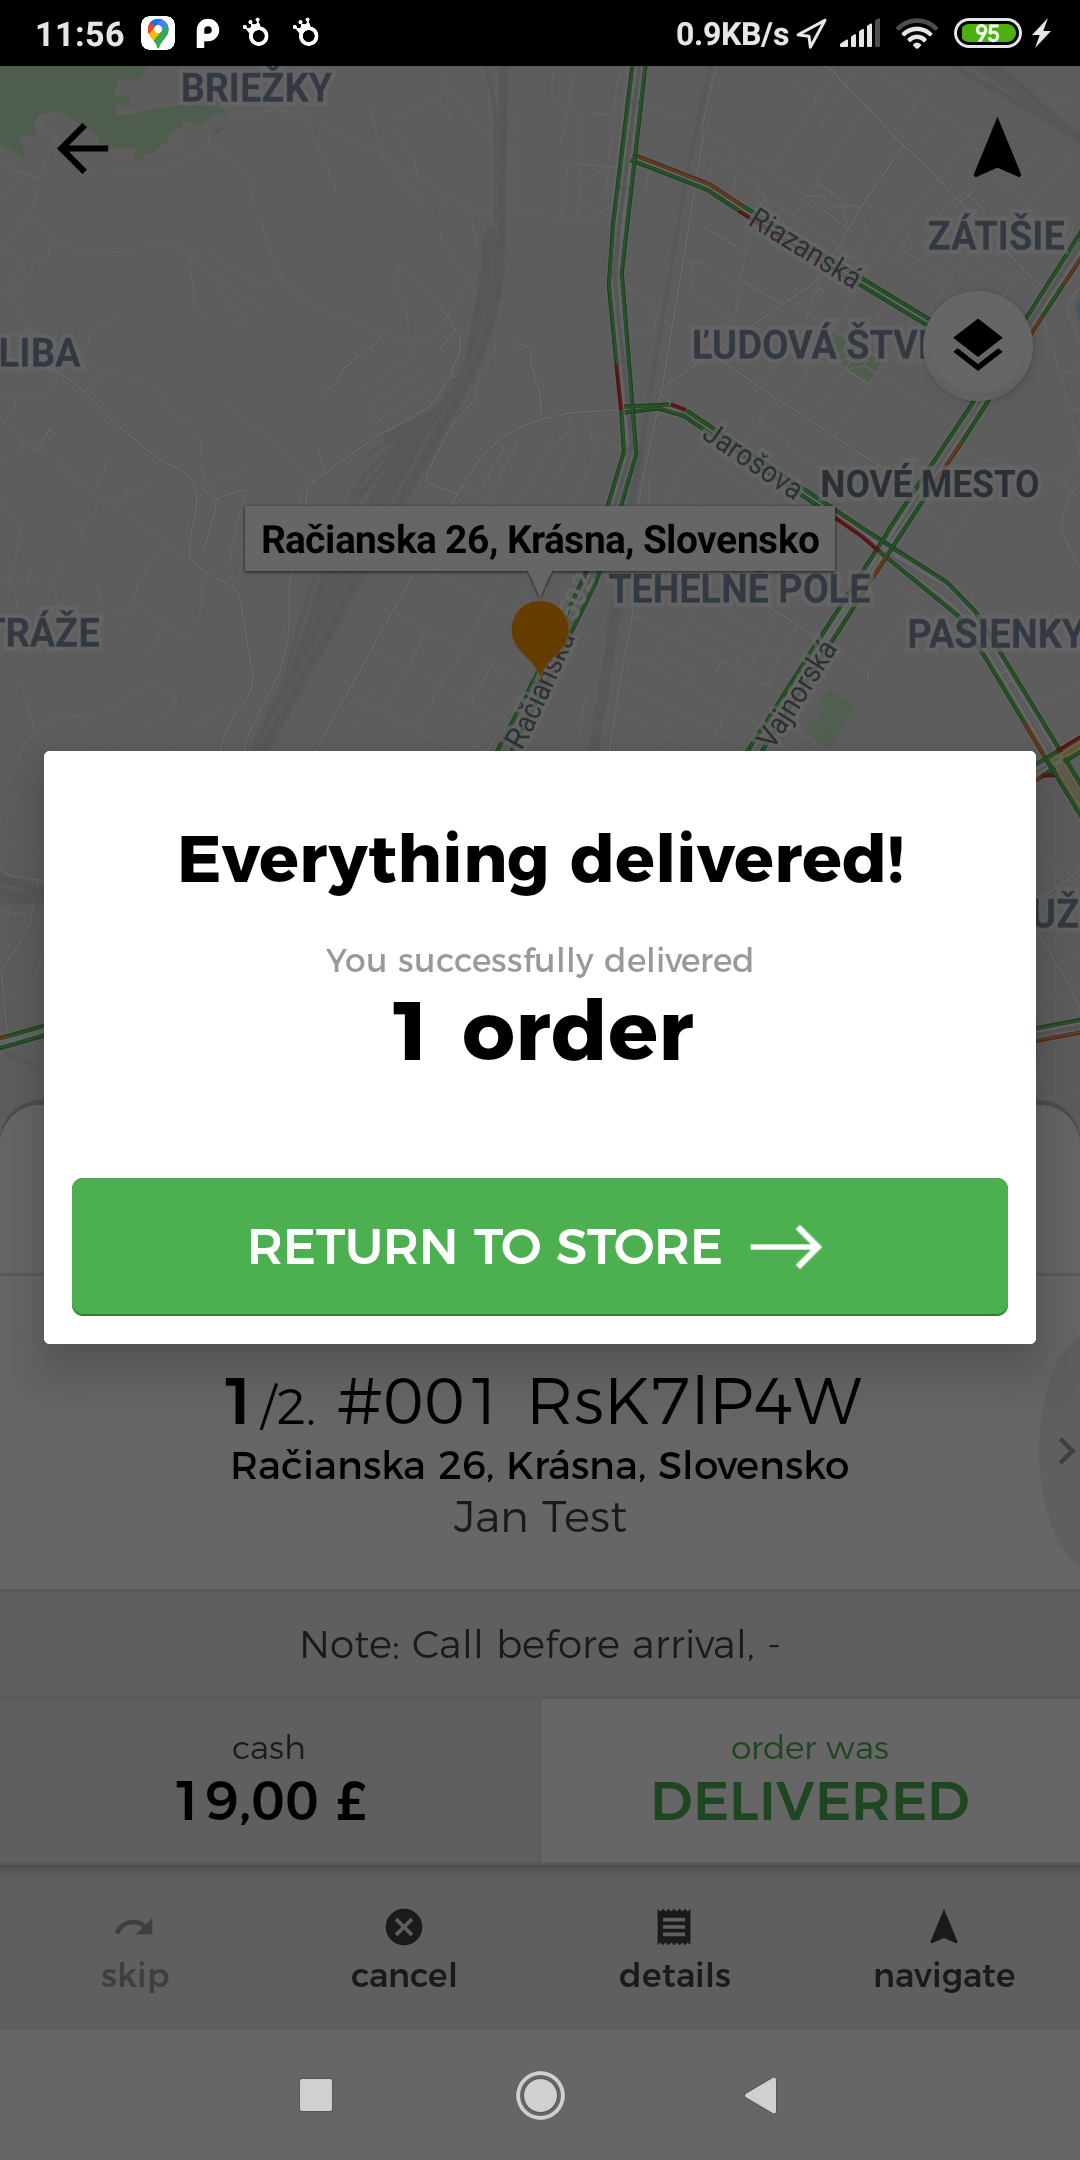 11:56
0.9KB/s
95
BRIEŽKY
Riazanská
ZÁTIŠIE
LIBA
ĽUDOVÁ ŠTV
Jarošova
NOVÉ MESTO
Račianska 26, Krásna, Slovensko
502
TEHELNÉ POLE
TRÁŽE
PASIENKY
Račianska
Vajnorská
Everything delivered!
UŽ
You successfully delivered
1 order
RETURN TO STORE
1/2. #001 RsK7lP4W
Račianska 26, Krásna, Slovensko
Jan Test
Note: Call before arrival, -
cash
19,00 £
order was
DELIVERED
skip
cancel
details
navigate